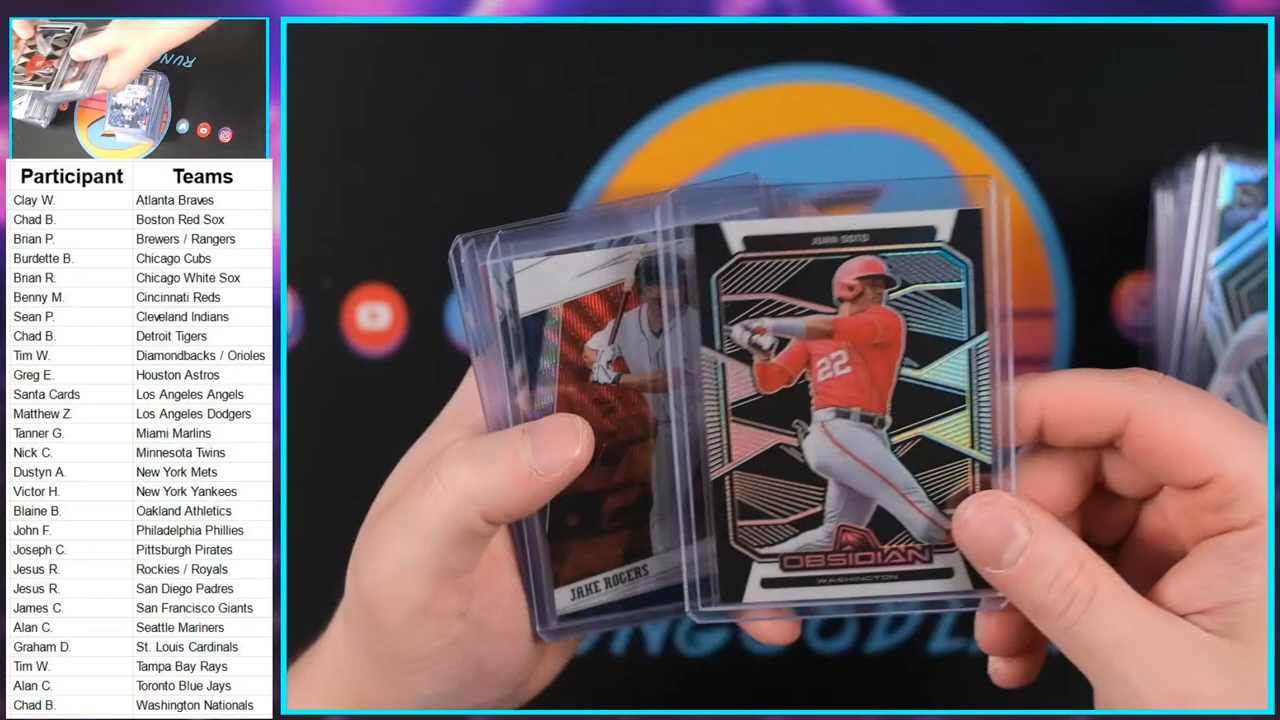 Participant Teams
Clay W. Atlanta Braves
Chad B. Boston Red Sox
Brian P. Brewers / Rangers
Burdette B. Chicago Cubs
Brian R. Chicago White Sox
Benny M. Cincinnati Reds
Sean P. Cleveland Indians
Chad B. Detroit Tigers
Tim W. Diamondbacks / Orioles
Greg E. Houston Astros
Santa Cards Los Angeles Angels
Matthew Z. Los Angeles Dodgers
Tanner G. Miami Marlins
Nick C. Minnesota Twins
Dustyn A. New York Mets
Victor H. New York Yankees
Blaine B. Oakland Athletics
John F. Philadelphia Phillies
Joseph C. Pittsburgh Pirates
Jesus R. Rockies / Royals
Jesus R. San Diego Padres
James C. San Francisco Giants
Alan C. Seattle Mariners
Graham D. St. Louis Cardinals
Tim W. Tampa Bay Rays
Alan C. Toronto Blue Jays
Chad B. Washington Nationals
JUAN SOTO
22
OBSIDIAN
WASHINGTON
JAKE ROGERS